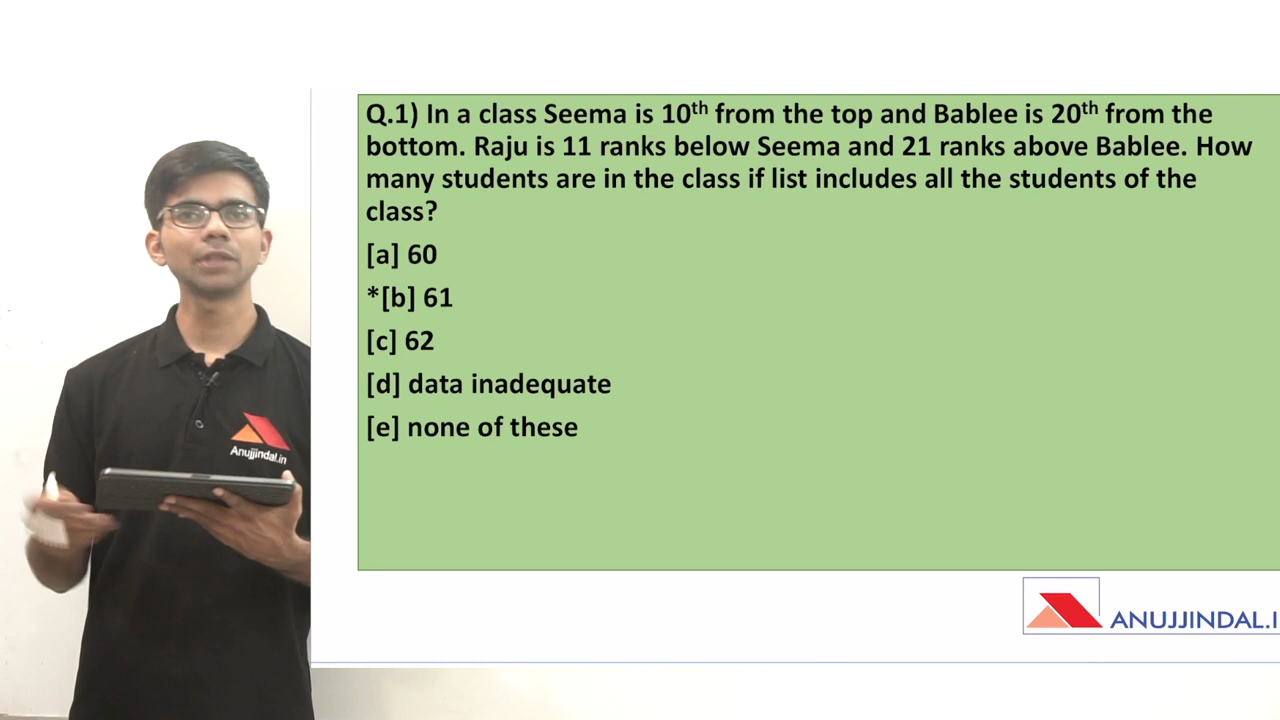 Q.1) In a class Seema is 10th from the top and Bablee is 20th from the
bottom. Raju is 11 ranks below Seema and 21 ranks above Bablee. How
many students are in the class if list includes all the students of the
class?
[a] 60
*[b] 61
[c] 62
[d] data inadequate
[e] none of these
Anujjindal.in
ANUJJINDAL.I